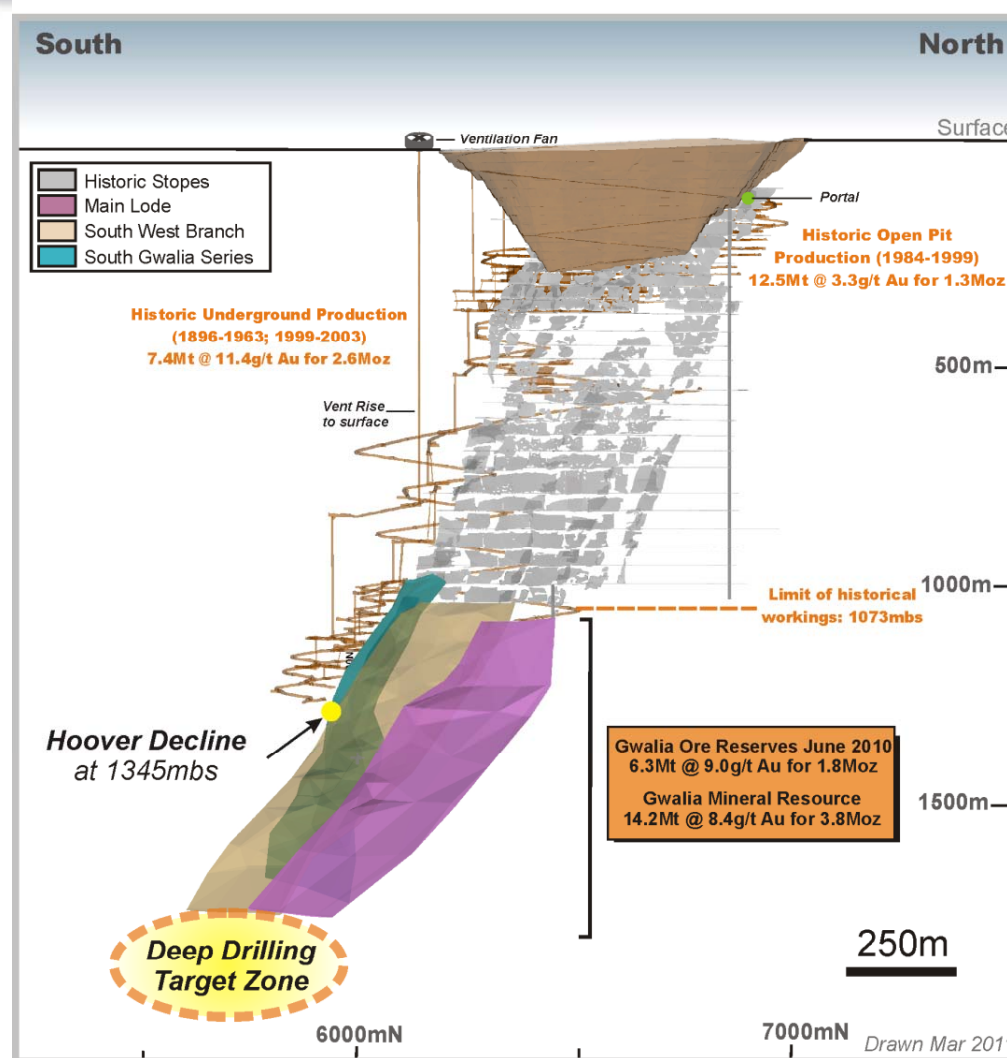 South
North
Surface
Ventilation Fan
Historic Stopes
Main Lode
South West Branch
South Gwalia Series
Portal
Historic Open Pit
Production (1984-1999)
12.5Mt @ 3.3g/t Au for 1.3Moz
Historic Underground Production
(1896-1963; 1999-2003)
7.4Mt @ 11.4g/t Au for 2.6Moz
500m
Vent Rise
to surface
1000m
Limit of historical
workings: 1073mbs
Hoover Decline
at 1345mbs
Gwalia Ore Reserves June 2010
6.3Mt @ 9.0g/t Au for 1.8Moz
Gwalia Mineral Resource
14.2Mt @ 8.4g/t Au for 3.8Moz
1500m
Deep Drilling
Target Zone
250m
6000mN
7000mN
Drawn Mar 201